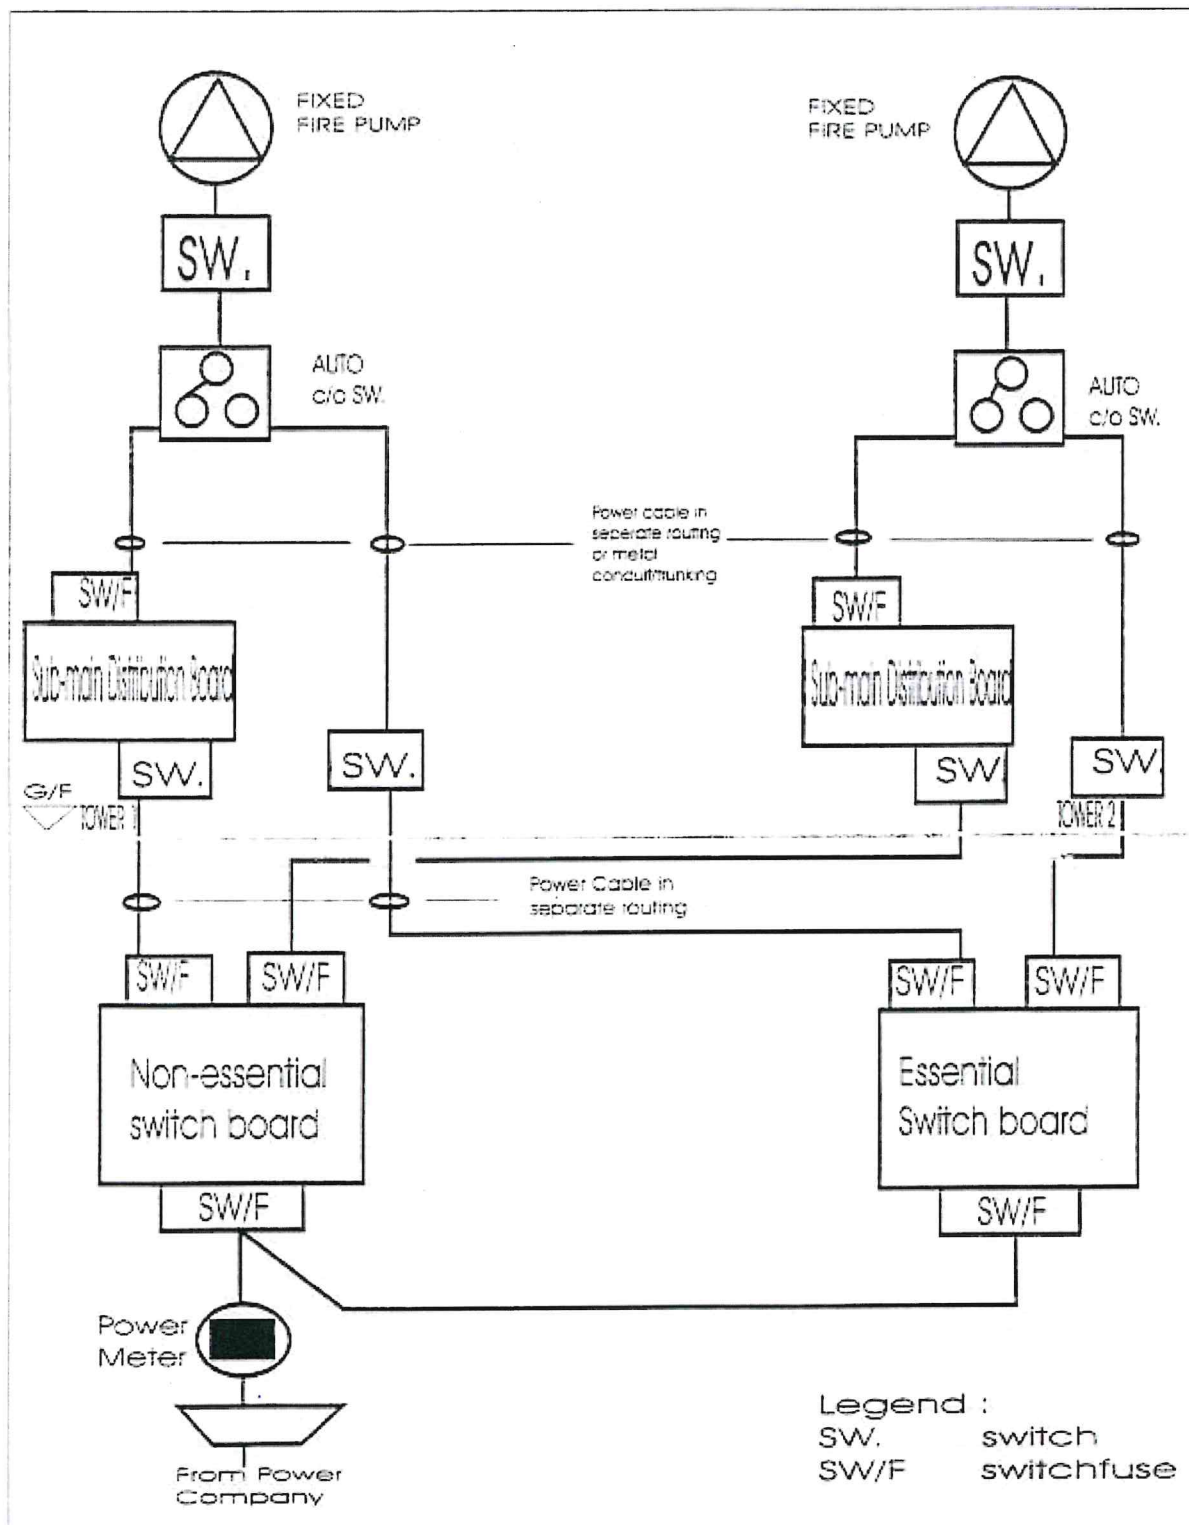 FIXED
FIRE PUMP
FIXED
FIRE PUMP
SW.
SW.
AUTO
c/o SW.
AUTO
c/o SW.
Power cable in
seperate routing
or metal
conduit/trunking
SW/F
SW/F
Sub-main Distribution Board
Sub-main Distribution Board
SW.
SW.
SW
SW.
G/F
TOWER 1
TOWER 2
Power Cable in
separate routing
SW/F
SW/F
SW/F
SW/F
Non-essential
switch board
Essential
Switch board
SW/F
SW/F
Power
Meter
From Power
Company
Legend :
SW. switch
SW/F switchfuse